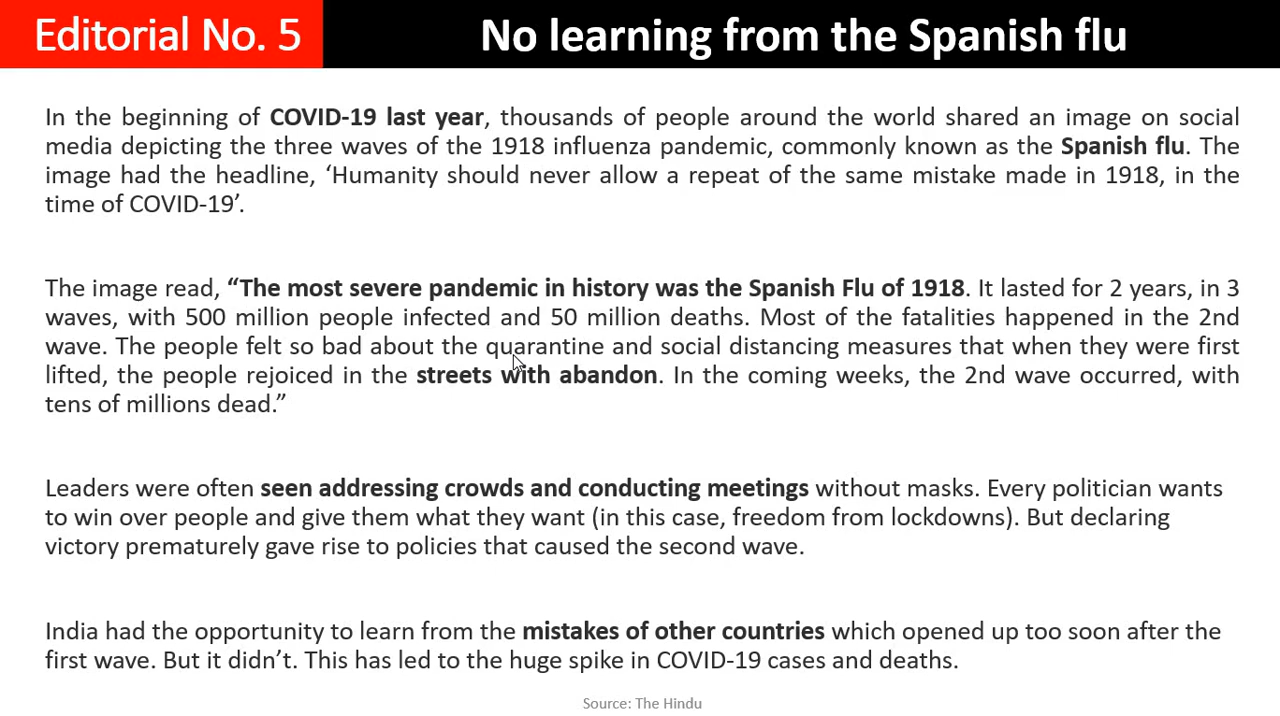 Editorial No. 5
No learning from the Spanish flu
In the beginning of COVID-19 last year, thousands of people around the world shared an image on social
media depicting the three waves of the 1918 influenza pandemic, commonly known as the Spanish flu. The
image had the headline, ‘Humanity should never allow a repeat of the same mistake made in 1918, in the
time of COVID-19’.
The image read, “The most severe pandemic in history was the Spanish Flu of 1918. It lasted for 2 years, in 3
waves, with 500 million people infected and 50 million deaths. Most of the fatalities happened in the 2nd
wave. The people felt so bad about the quarantine and social distancing measures that when they were first
lifted, the people rejoiced in the streets with abandon. In the coming weeks, the 2nd wave occurred, with
tens of millions dead.”
Leaders were often seen addressing crowds and conducting meetings without masks. Every politician wants
to win over people and give them what they want (in this case, freedom from lockdowns). But declaring
victory prematurely gave rise to policies that caused the second wave.
India had the opportunity to learn from the mistakes of other countries which opened up too soon after the
first wave. But it didn’t. This has led to the huge spike in COVID-19 cases and deaths.
Source: The Hindu